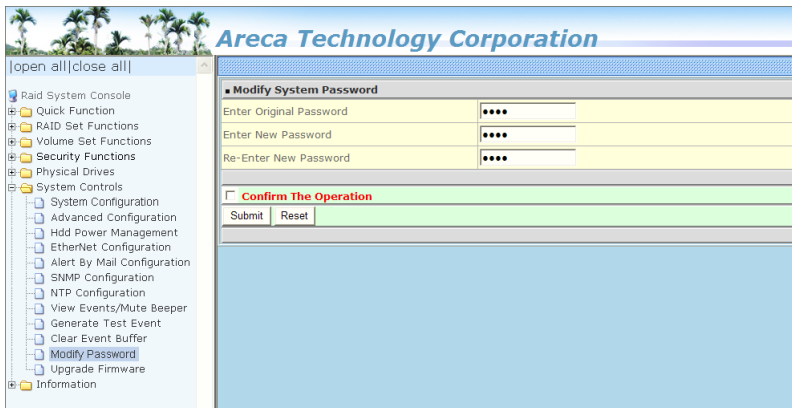 Areca Technology Corporation
|open all|close all|
Raid System Console
Quick Function
RAID Set Functions
Volume Set Functions
Security Functions
Physical Drives
System Controls
System Configuration
Advanced Configuration
Hdd Power Management
EtherNet Configuration
Alert By Mail Configuration
SNMP Configuration
NTP Configuration
View Events/Mute Beeper
Generate Test Event
Clear Event Buffer
Modify Password
Upgrade Firmware
Information
Modify System Password
Enter Original Password ••••
Enter New Password ••••
Re-Enter New Password ••••
Confirm The Operation
Submit Reset